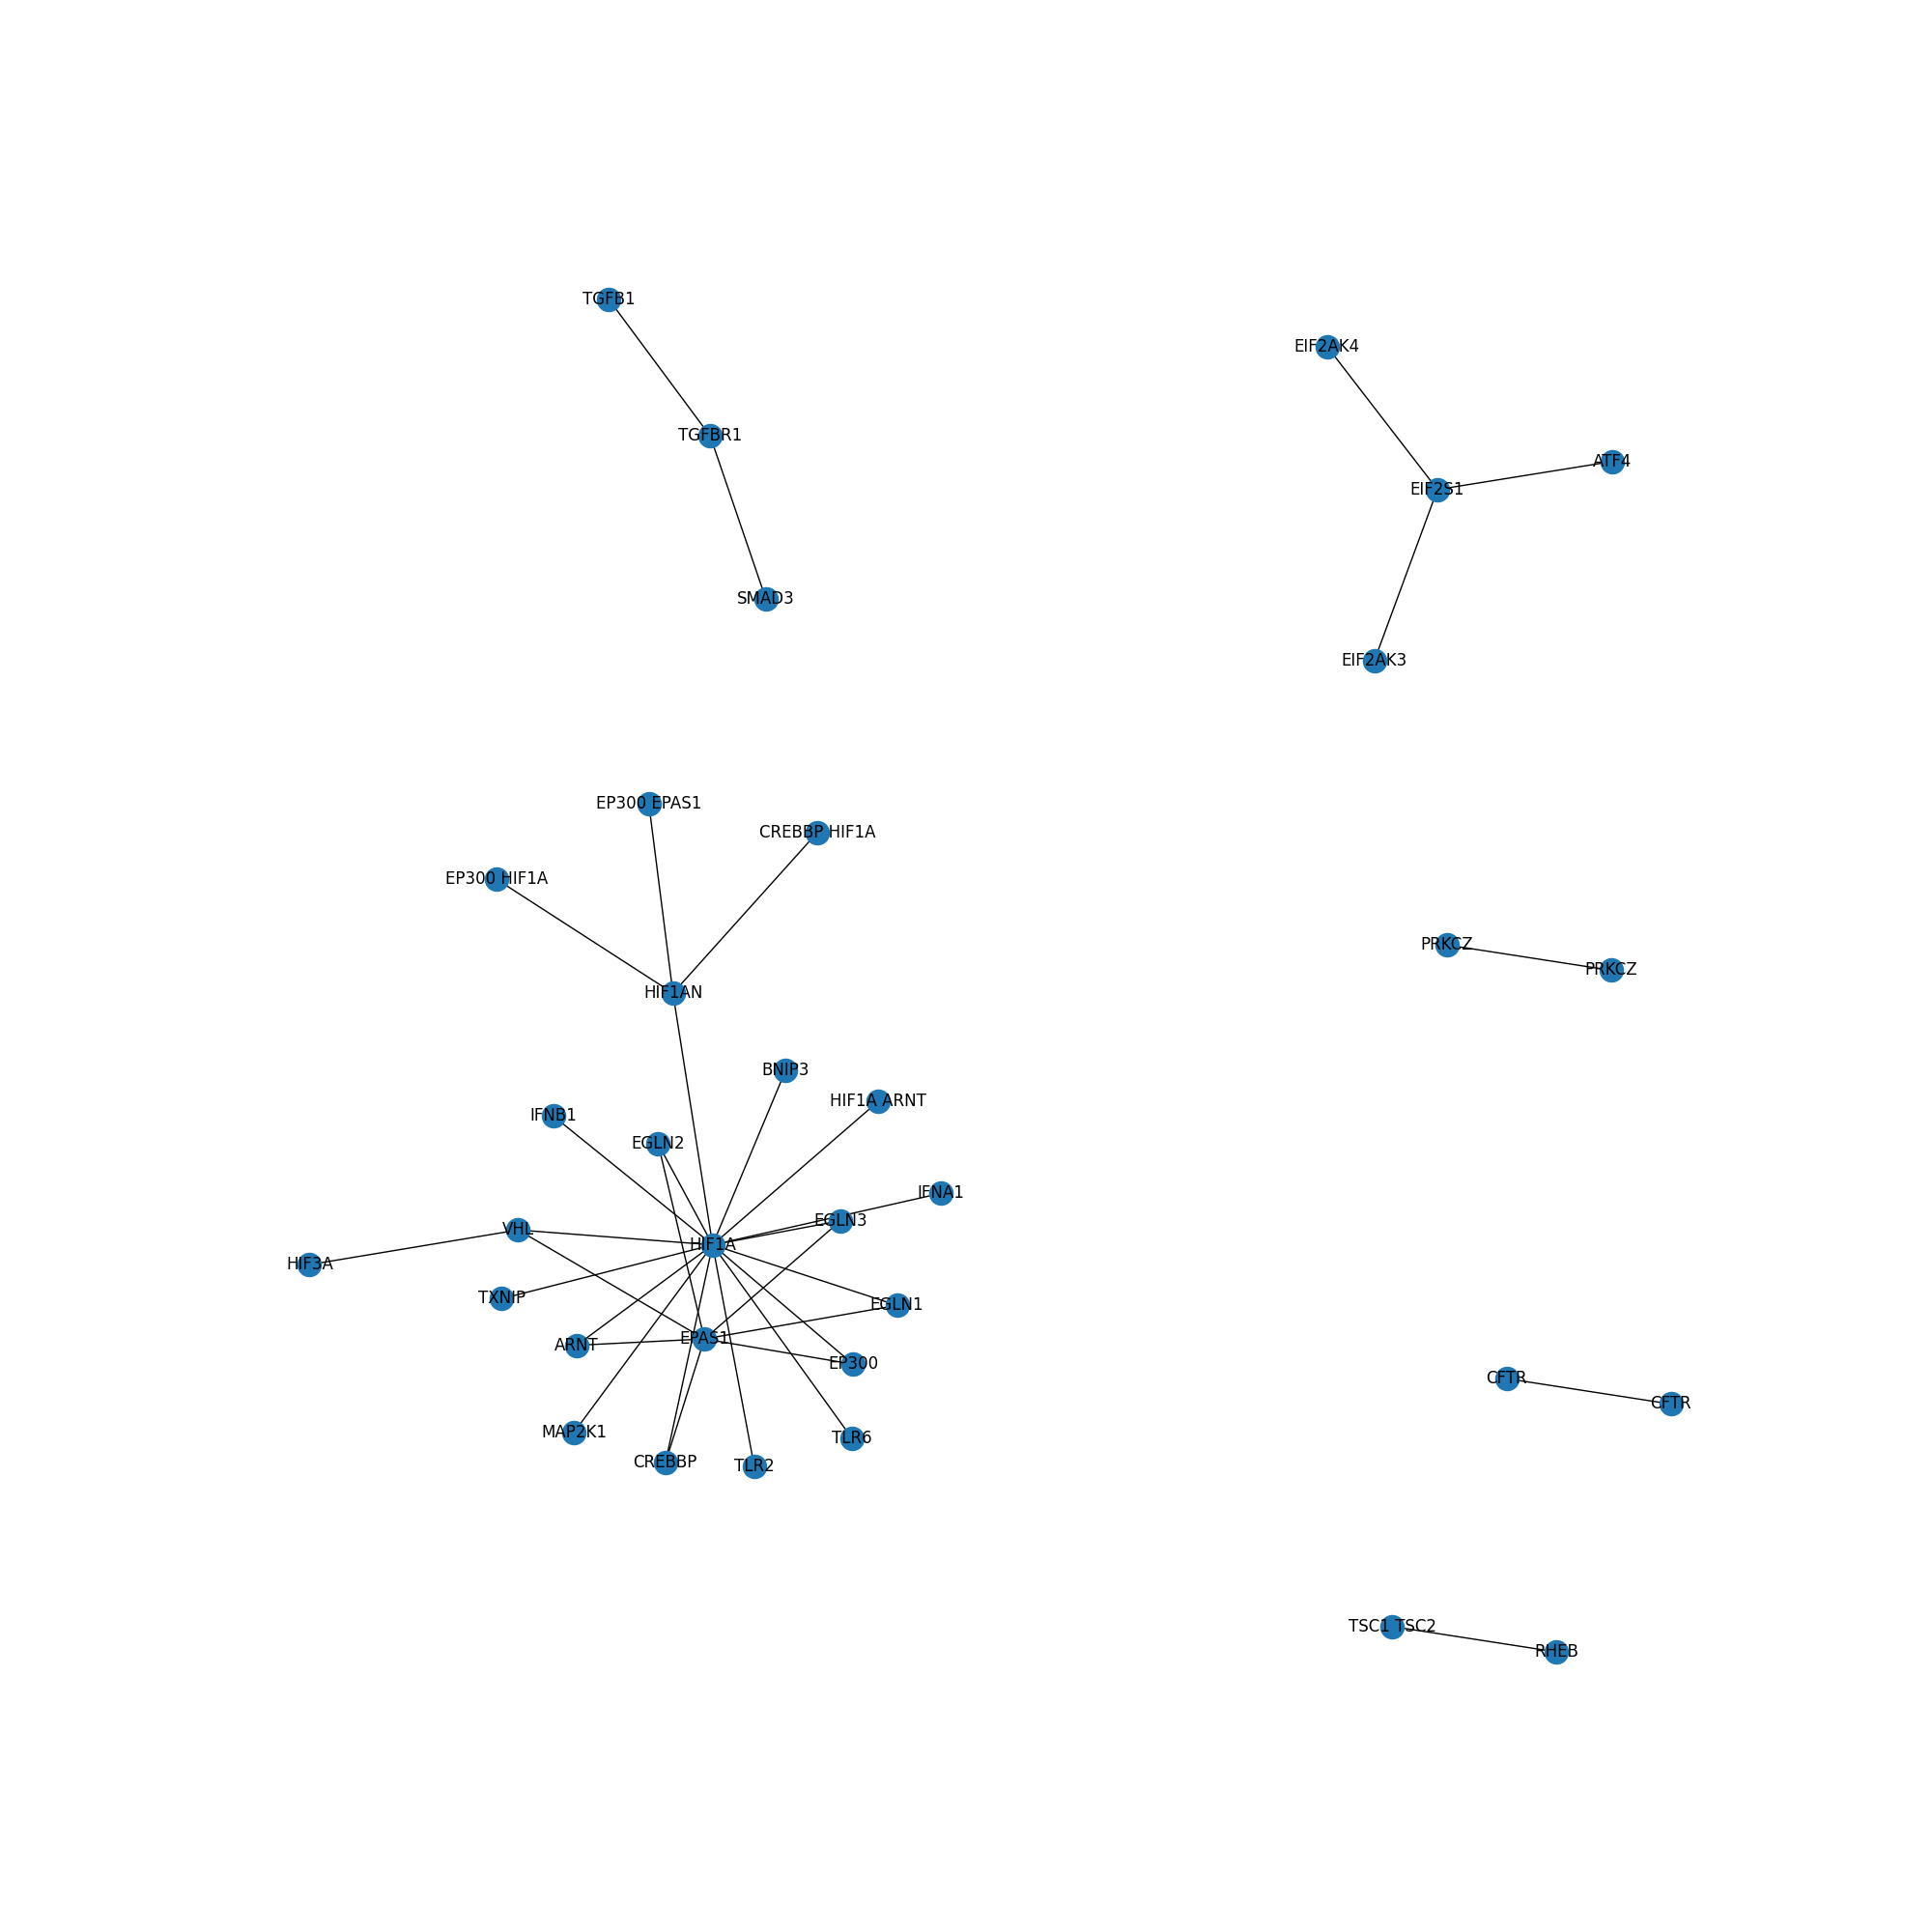 TGFB1
EIF2AK4
TGFBR1
ATF4
EIF2S1
SMAD3
EIF2AK3
EP300 EPAS1
CREBBP HIF1A
EP300 HIF1A
PRKCZ
PRKCZ
HIF1AN
BNIP3
HIF1A ARNT
IFNB1
EGLN2
IFNA1
EGLN3
VHL
HIF1A
HIF3A
TXNIP
EGLN1
EPAS1
ARNT
EP300
CFTR
CFTR
MAP2K1
TLR6
CREBBP
TLR2
TSC1 TSC2
RHEB